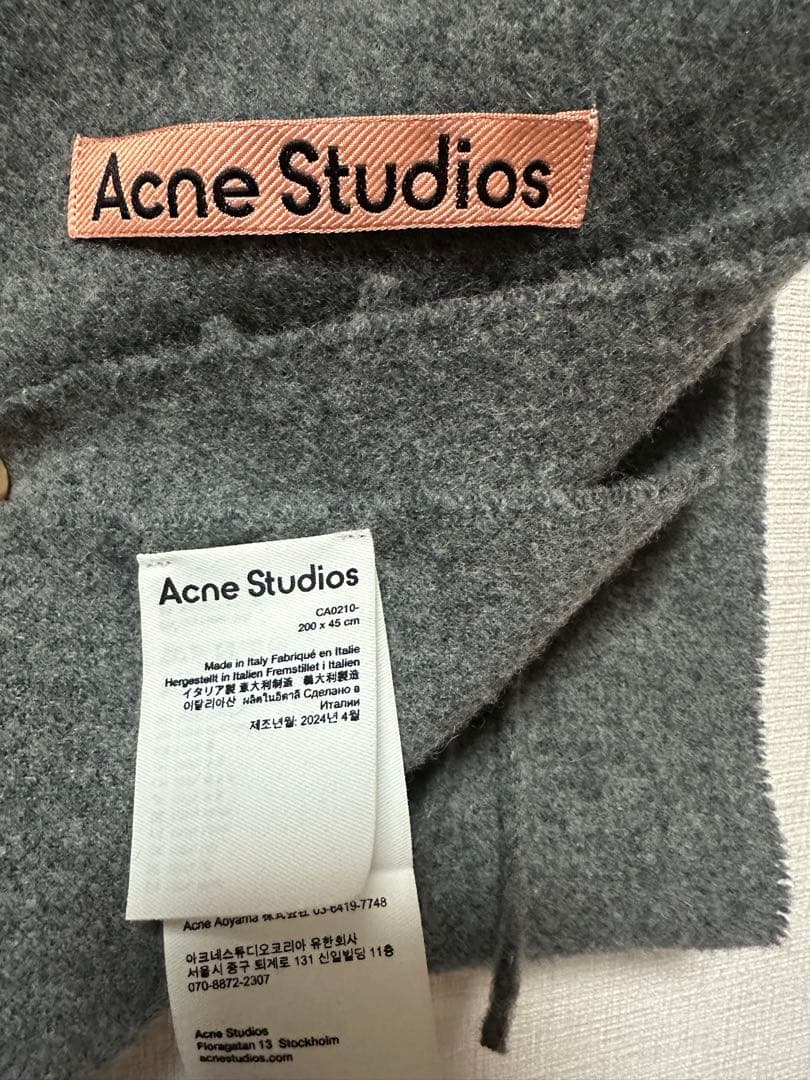 Acne Studios
Acne Studios
CA0210-
200 x 45 cm
Made in Italy Fabriqué en Italie
Hergestellt in Italien Fremstillet i Italien
イタリア製 意大利制造 義大利製造
이탈리아산 ผลิตในอิตาลี Сделано в
Италии
제조년월: 2024년 4월
Acne Aoyama 株式会社 03-6419-7748
아크네스튜디오코리아 유한회사
서울시 중구 퇴계로 131 신일빌딩 11층
070-8872-2307
Acne Studios
Floragatan 13 Stockholm
acnestudios.com